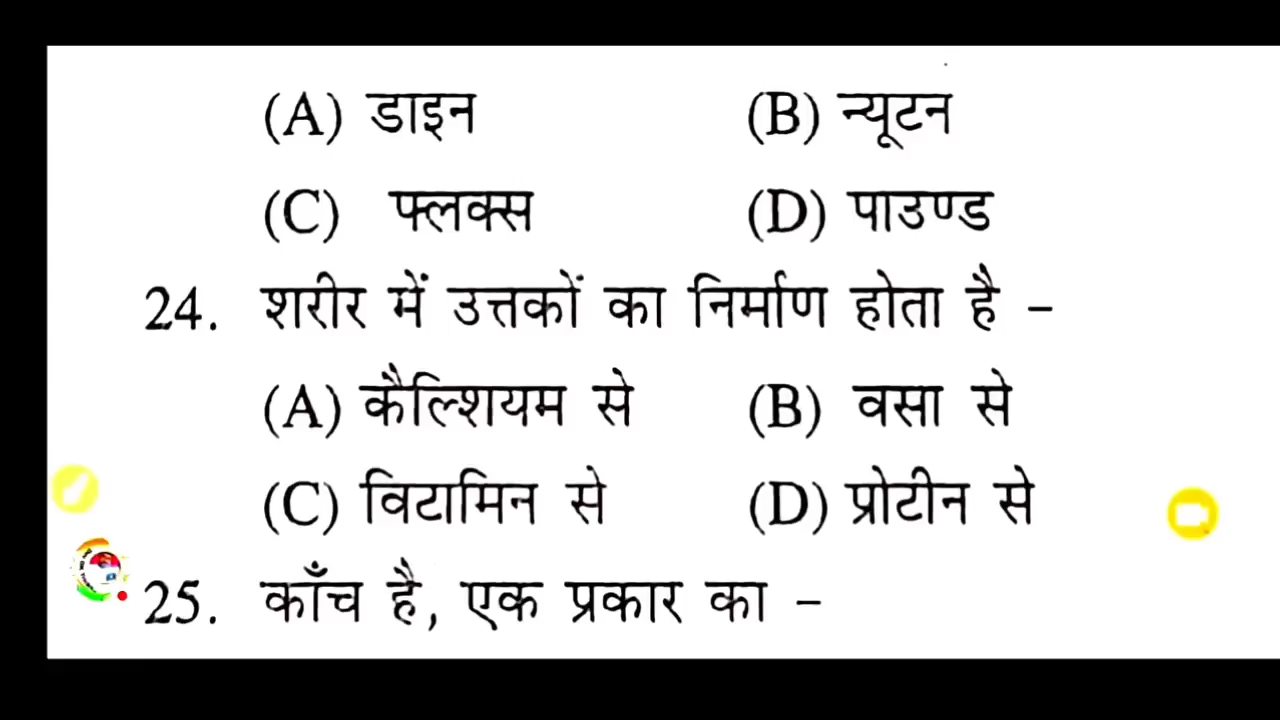 (A) डाइन (B) न्यूटन
(C) फ्लक्स (D) पाउण्ड
24. शरीर में उत्तकों का निर्माण होता है –
(A) कैल्शियम से (B) वसा से
(C) विटामिन से (D) प्रोटीन से
25. काँच है, एक प्रकार का –